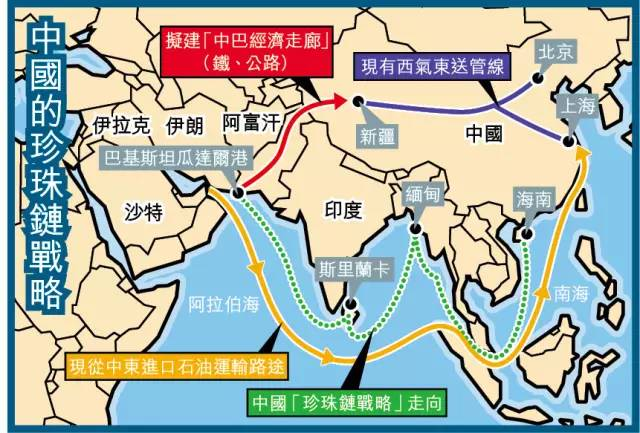 中國的珍珠鏈戰略
擬建「中巴經濟走廊」
（鐵、公路）
現有西氣東送管線
北京
上海
伊拉克
伊朗
阿富汗
新疆
中國
巴基斯坦瓜達爾港
沙特
印度
緬甸
海南
斯里蘭卡
阿拉伯海
南海
現從中東進口石油運輸路途
中國「珍珠鏈戰略」走向